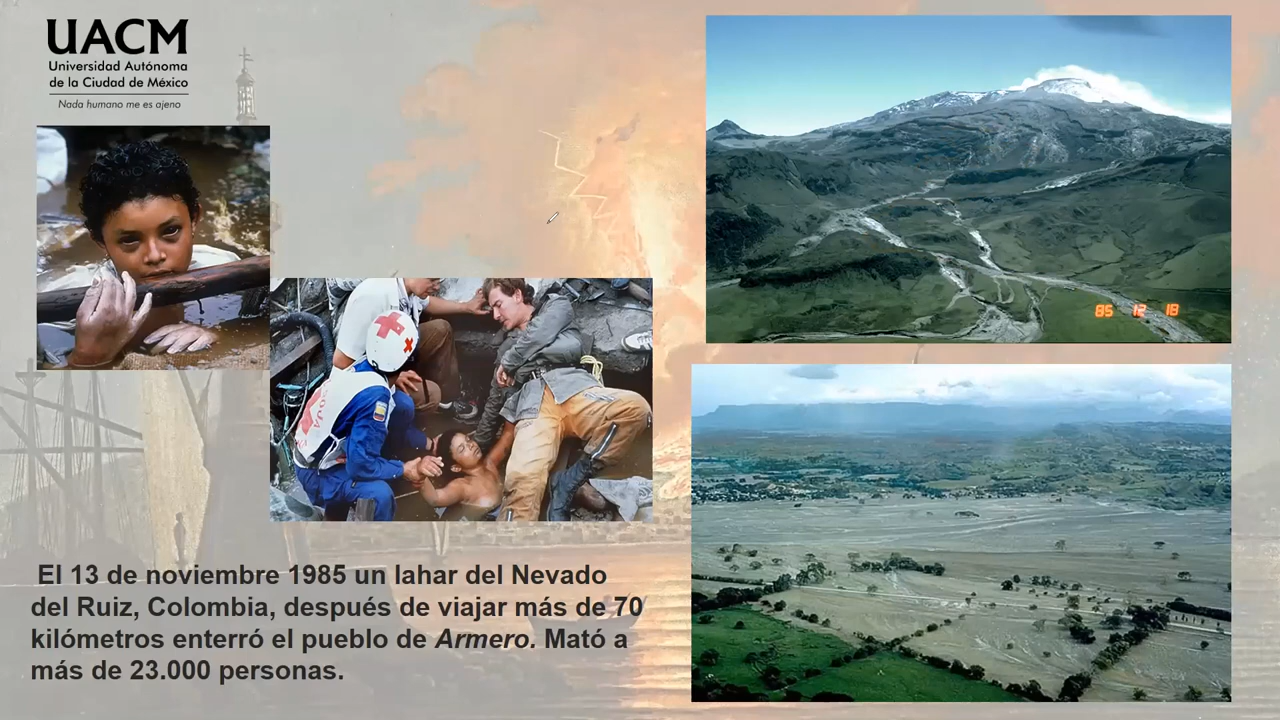 UACM
Universidad Autónoma
de la Ciudad de México
Nada humano me es ajeno
85 12 18
El 13 de noviembre 1985 un lahar del Nevado
del Ruiz, Colombia, después de viajar más de 70
kilómetros enterró el pueblo de Armero. Mató a
más de 23.000 personas.